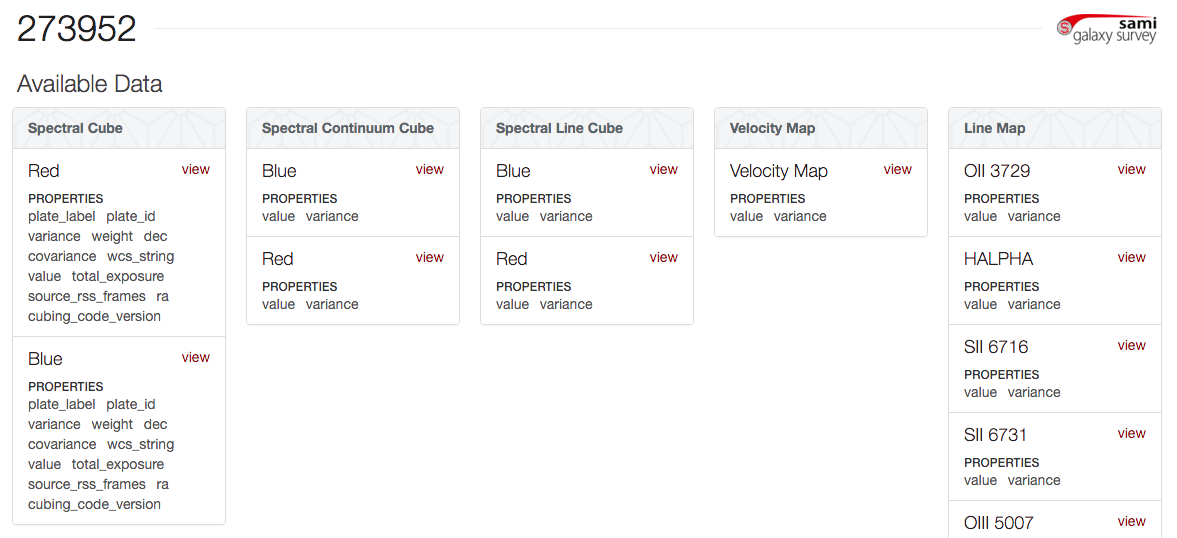 273952
sami
galaxy survey
Available Data
Spectral Cube
Red view
PROPERTIES
plate_label plate_id
variance weight dec
covariance wcs_string
value total_exposure
source_rss_frames ra
cubing_code_version
Blue view
PROPERTIES
plate_label plate_id
variance weight dec
covariance wcs_string
value total_exposure
source_rss_frames ra
cubing_code_version
Spectral Continuum Cube
Blue view
PROPERTIES
value variance
Red view
PROPERTIES
value variance
Spectral Line Cube
Blue view
PROPERTIES
value variance
Red view
PROPERTIES
value variance
Velocity Map
Velocity Map view
PROPERTIES
value variance
Line Map
OII 3729 view
PROPERTIES
value variance
HALPHA view
PROPERTIES
value variance
SII 6716 view
PROPERTIES
value variance
SII 6731 view
PROPERTIES
value variance
OIII 5007 view